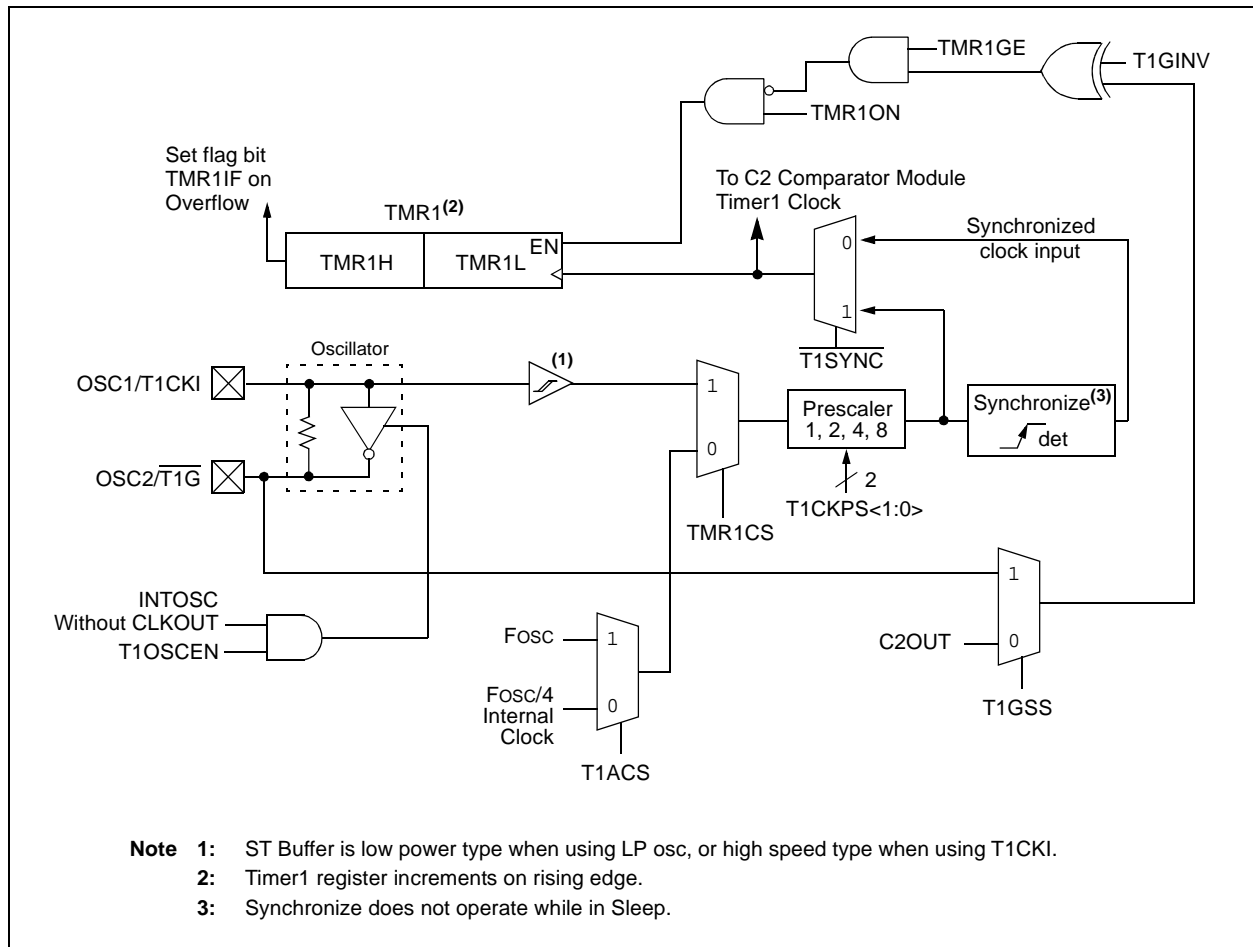 TMR1GE
T1GINV
TMR1ON
Set flag bit
TMR1IF on
Overflow
To C2 Comparator Module
Timer1 Clock
TMR1(2)
EN
TMR1H
TMR1L
0
Synchronized
clock input
1
T1SYNC
Oscillator
(1)
OSC1/T1CKI
1
Prescaler
1, 2, 4, 8
Synchronize(3)
det
0
OSC2/T1G
2
T1CKPS<1:0>
TMR1CS
1
INTOSC
Without CLKOUT
T1OSCEN
FOSC
1
C2OUT
0
FOSC/4
Internal
Clock
0
T1GSS
T1ACS
Note 1: ST Buffer is low power type when using LP osc, or high speed type when using T1CKI.
2: Timer1 register increments on rising edge.
3: Synchronize does not operate while in Sleep.